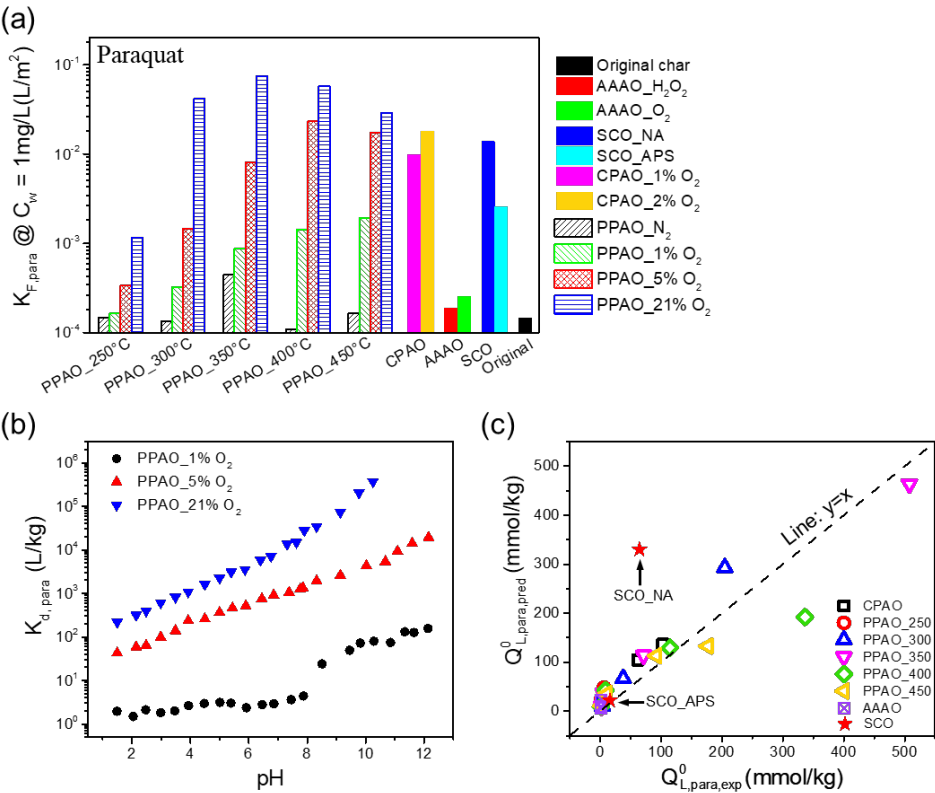 (a)
Paraquat
K_F,para @ C_w = 1mg/L(L/m²)
10⁻¹
10⁻²
10⁻³
10⁻⁴
PPAO_250°C
PPAO_300°C
PPAO_350°C
PPAO_400°C
PPAO_450°C
CPAO
AAAO
SCO
Original
Original char
AAAO_H₂O₂
AAAO_O₂
SCO_NA
SCO_APS
CPAO_1% O₂
CPAO_2% O₂
PPAO_N₂
PPAO_1% O₂
PPAO_5% O₂
PPAO_21% O₂
(b)
K_d, para (L/kg)
10⁶
10⁵
10⁴
10³
10²
10¹
10⁰
PPAO_1% O₂
PPAO_5% O₂
PPAO_21% O₂
2 4 6 8 10 12
pH
(c)
Q⁰_L,para,pred (mmol/kg)
500
400
300
200
100
0
Line: y=x
SCO_NA
SCO_APS
CPAO
PPAO_250
PPAO_300
PPAO_350
PPAO_400
PPAO_450
AAAO
SCO
0 100 200 300 400 500
Q⁰_L,para,exp (mmol/kg)